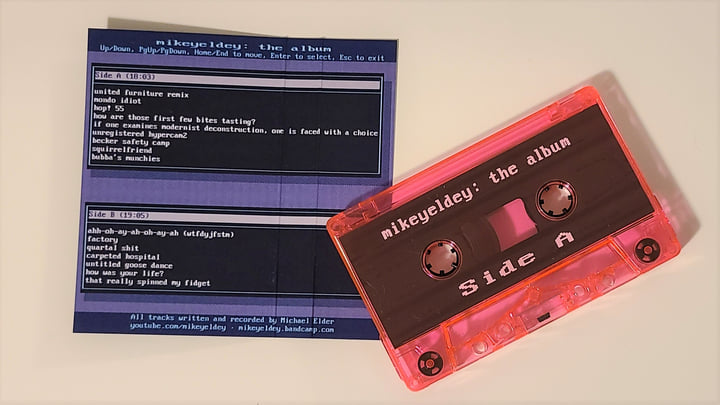 mikeyeldey: the album
Up/Down, PgUp/PgDown, Home/End to move, Enter to select, Esc to exit
Side A (18:03)
united furniture remix
mondo idiot
hop! 55
how are those first few bites tasting?
if one examines modernist deconstruction, one is faced with a choice
unregistered hypercam2
becker safety camp
squirrelfriend
bubba's munchies
Side B (19:05)
ahh-oh-ay-ah-oh-ay-ah (wtfdyjfstm)
factory
quartal shit
carpeted hospital
untitled goose dance
how was your life?
that really spinned my fidget
All tracks written and recorded by Michael Elder
youtube.com/mikeyeldey · mikeyeldey.bandcamp.com
mikeyeldey: the album
Side A